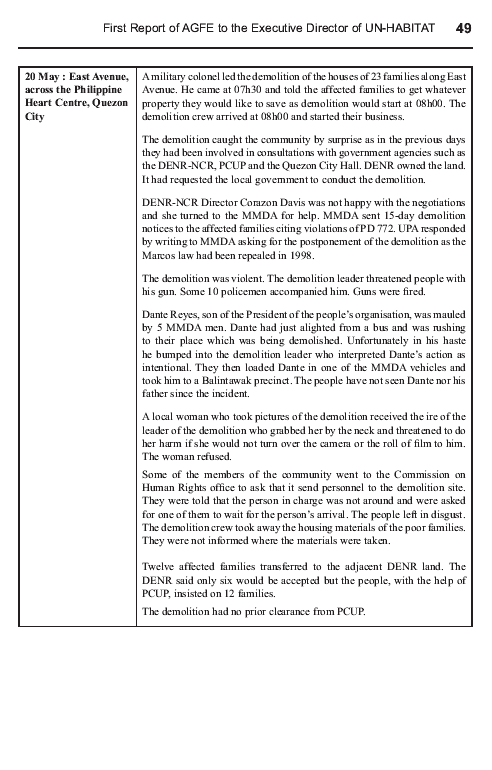 First Report of AGFE to the Executive Director of UN-HABITAT 49
20 May : East Avenue,
across the Philippine
Heart Centre, Quezon
City
A military colonel led the demolition of the houses of 23 families along East
Avenue. He came at 07h30 and told the affected families to get whatever
property they would like to save as demolition would start at 08h00. The
demolition crew arrived at 08h00 and started their business.
The demolition caught the community by surprise as in the previous days
they had been involved in consultations with government agencies such as
the DENR-NCR, PCUP and the Quezon City Hall. DENR owned the land.
It had requested the local government to conduct the demolition.
DENR-NCR Director Corazon Davis was not happy with the negotiations
and she turned to the MMDA for help. MMDA sent 15-day demolition
notices to the affected families citing violations of PD 772. UPA responded
by writing to MMDA asking for the postponement of the demolition as the
Marcos law had been repealed in 1998.
The demolition was violent. The demolition leader threatened people with
his gun. Some 10 policemen accompanied him. Guns were fired.
Dante Reyes, son of the President of the people's organisation, was mauled
by 5 MMDA men. Dante had just alighted from a bus and was rushing
to their place which was being demolished. Unfortunately in his haste
he bumped into the demolition leader who interpreted Dante's action as
intentional. They then loaded Dante in one of the MMDA vehicles and
took him to a Balintawak precinct. The people have not seen Dante nor his
father since the incident.
A local woman who took pictures of the demolition received the ire of the
leader of the demolition who grabbed her by the neck and threatened to do
her harm if she would not turn over the camera or the roll of film to him.
The woman refused.
Some of the members of the community went to the Commission on
Human Rights office to ask that it send personnel to the demolition site.
They were told that the person in charge was not around and were asked
for one of them to wait for the person's arrival. The people left in disgust.
The demolition crew took away the housing materials of the poor families.
They were not informed where the materials were taken.
Twelve affected families transferred to the adjacent DENR land. The
DENR said only six would be accepted but the people, with the help of
PCUP, insisted on 12 families.
The demolition had no prior clearance from PCUP.